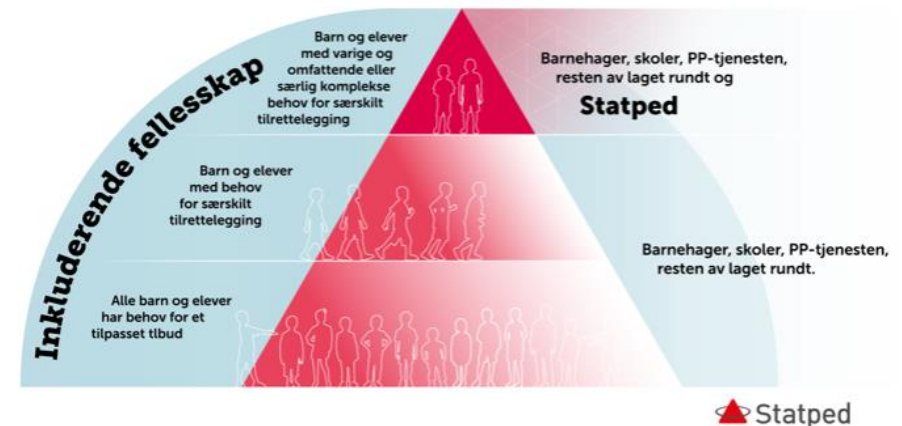 Inkluderende fellesskap
Barn og elever
med varige og
omfattende eller
særlig komplekse
behov for særskilt
tilrettelegging
Barnehager, skoler, PP-tjenesten,
resten av laget rundt og
Statped
Barn og elever
med behov
for særskilt
tilrettelegging
Barnehager, skoler, PP-tjenesten,
resten av laget rundt.
Alle barn og elever
har behov for et
tilpasset tlbud
Statped